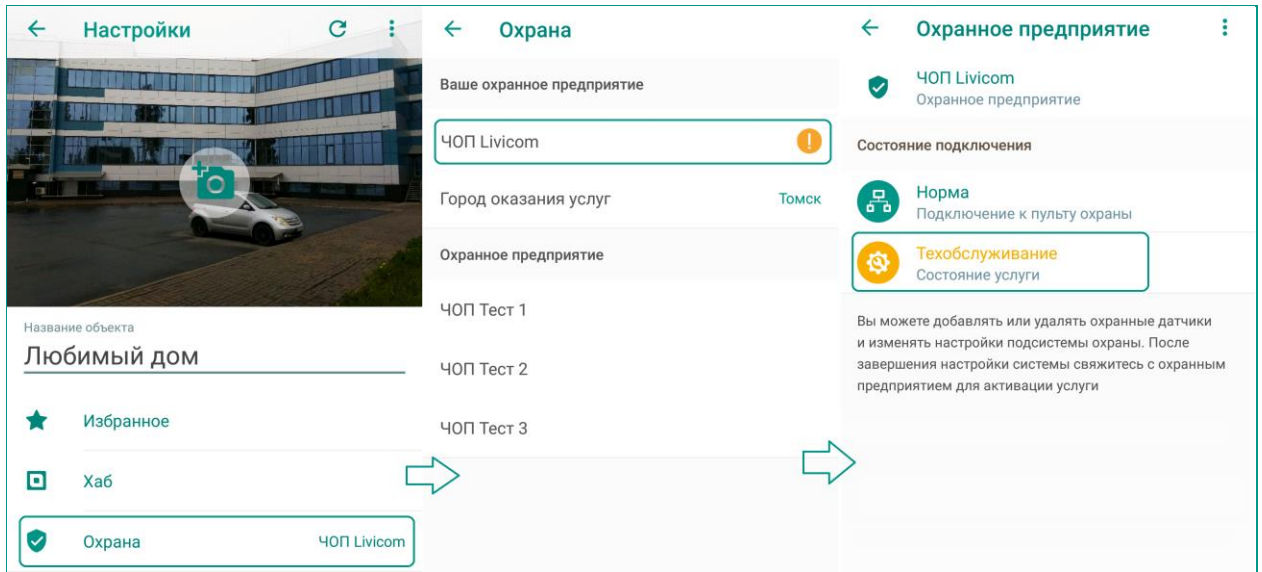 Настройки
Название объекта
Любимый дом
Избранное
Хаб
Охрана
ЧОП Livicom
Охрана
Ваше охранное предприятие
ЧОП Livicom
Город оказания услуг
Томск
Охранное предприятие
ЧОП Тест 1
ЧОП Тест 2
ЧОП Тест 3
Охранное предприятие
ЧОП Livicom
Охранное предприятие
Состояние подключения
Норма
Подключение к пульту охраны
Техобслуживание
Состояние услуги
Вы можете добавлять или удалять охранные датчики
и изменять настройки подсистемы охраны. После
завершения настройки системы свяжитесь с охранным
предприятием для активации услуги